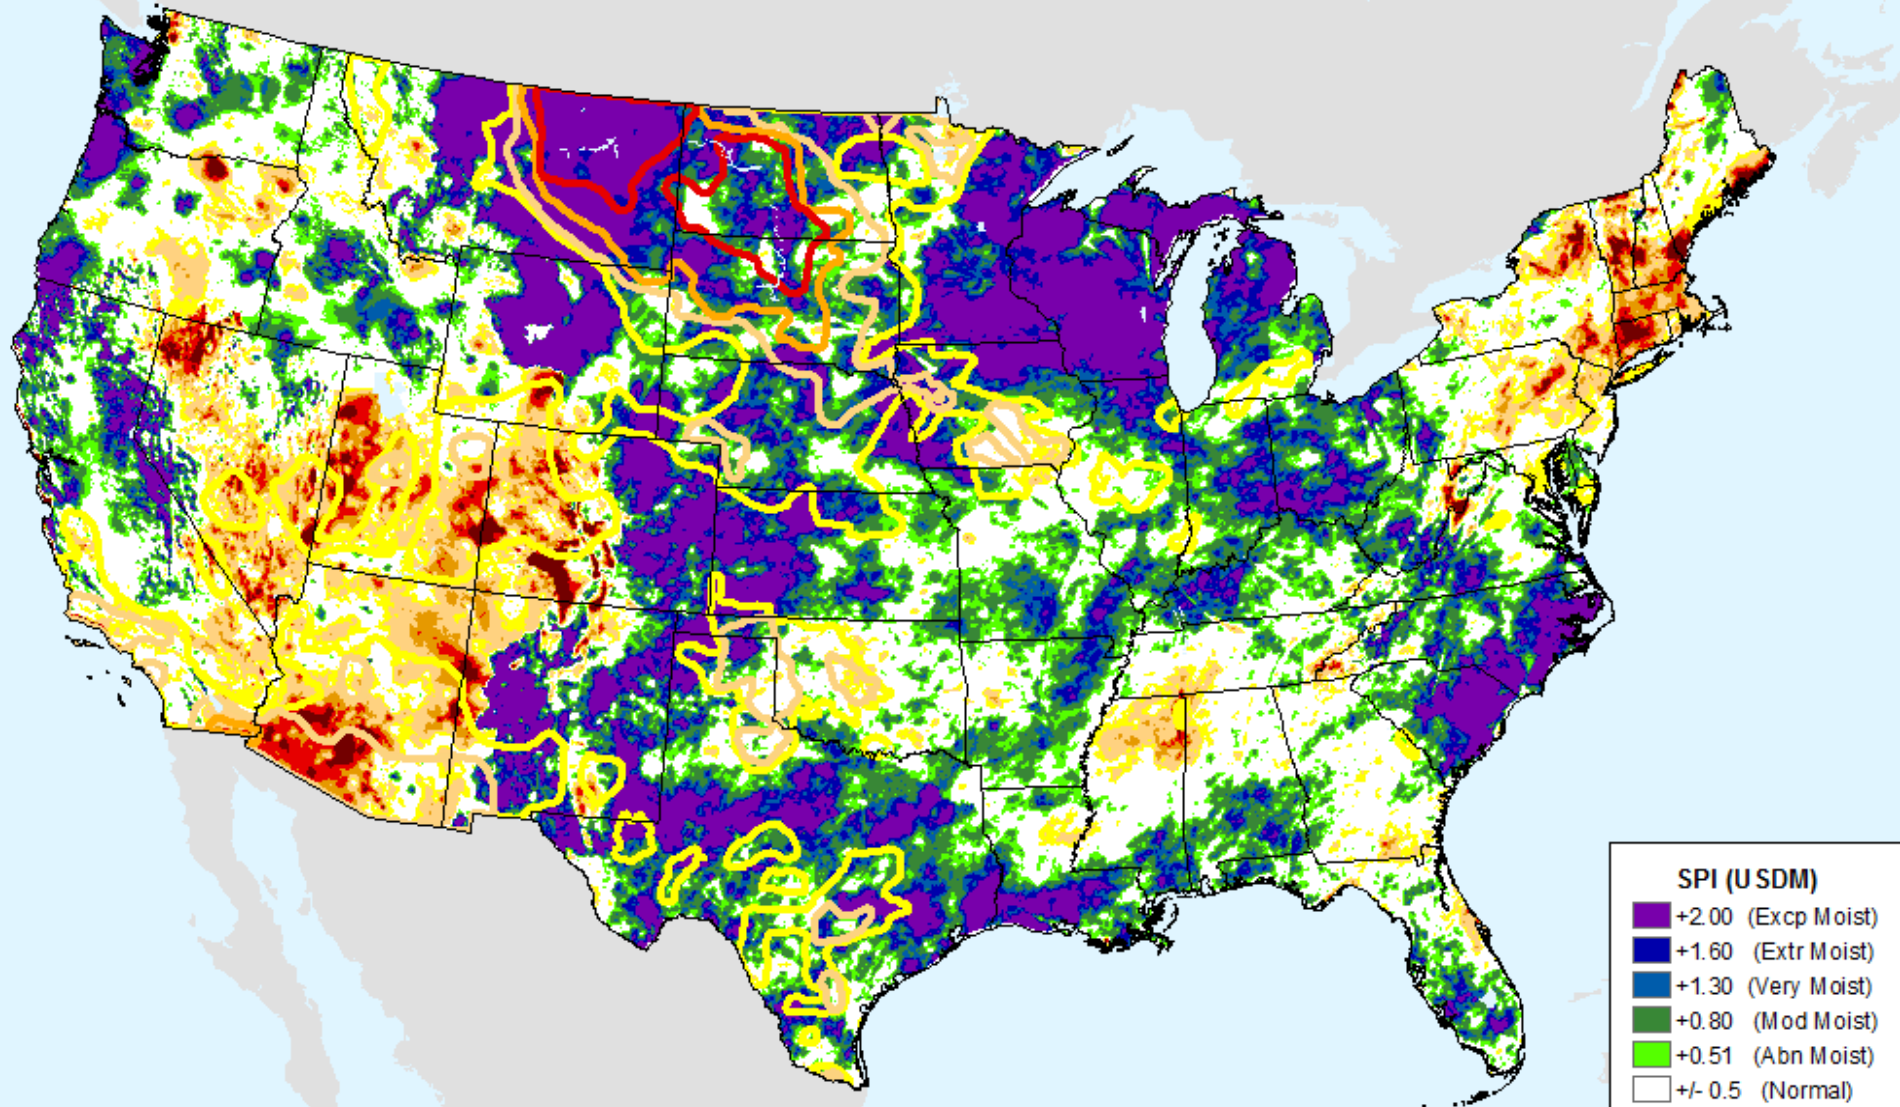 SPI (USDM)
+2.00 (Excp Moist)
+1.60 (Extr Moist)
+1.30 (Very Moist)
+0.80 (Mod Moist)
+0.51 (Abn Moist)
+/- 0.5 (Normal)